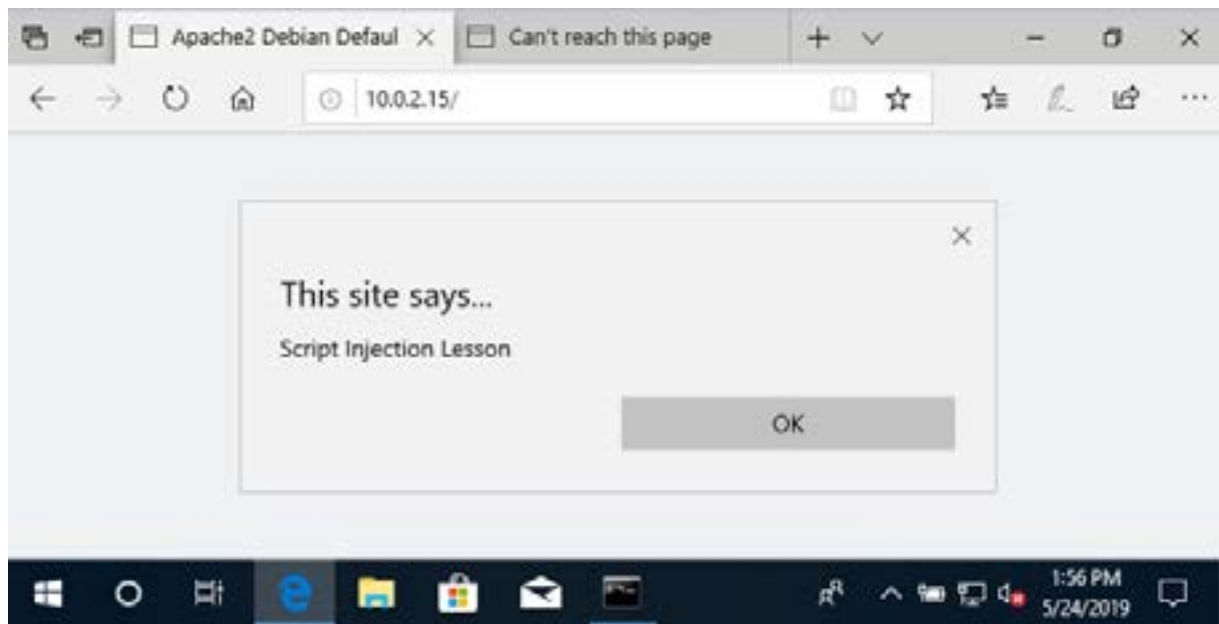 Apache2 Debian Defaul
Can't reach this page
10.0.2.15/
This site says...
Script Injection Lesson
OK
1:56 PM
5/24/2019